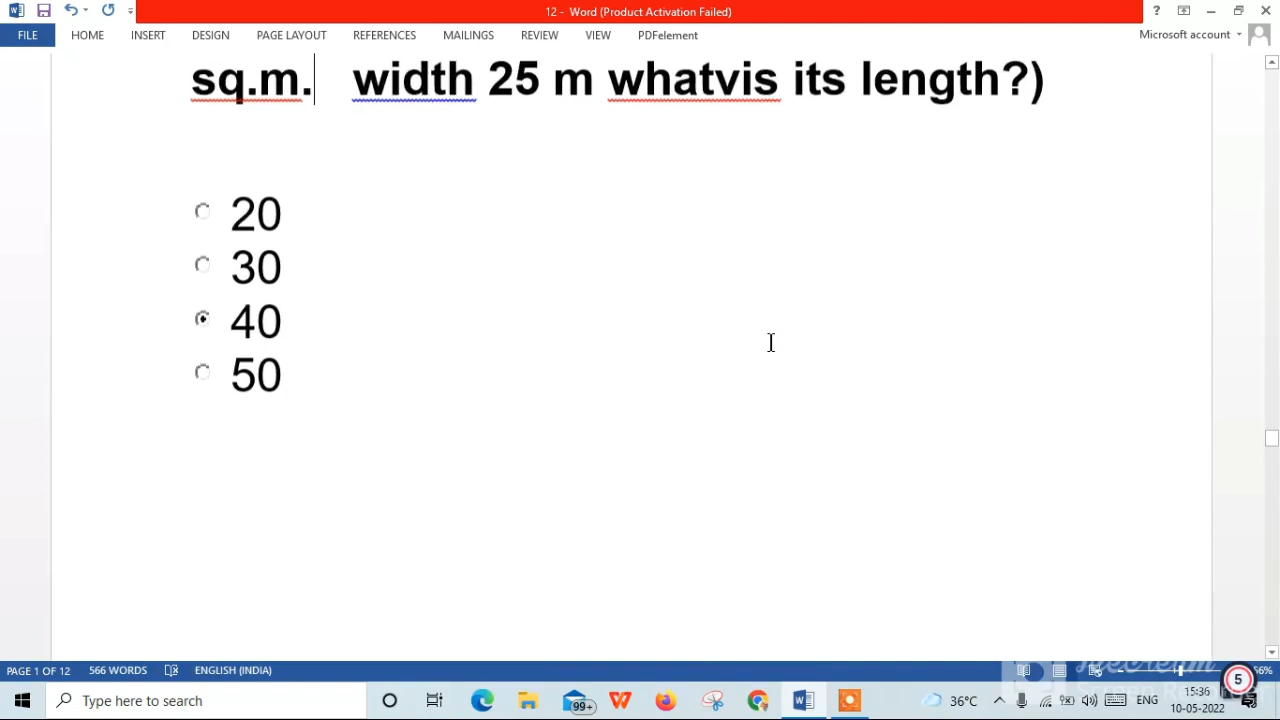 12 - Word (Product Activation Failed)
?
FILE HOME INSERT DESIGN PAGE LAYOUT REFERENCES MAILINGS REVIEW VIEW PDFelement Microsoft account
sq.m. width 25 m whatvis its length?)
20
30
40
50
PAGE 1 OF 12 566 WORDS ENGLISH (INDIA)
Type here to search
99+
36°C
ENG
15:36
10-05-2022
5